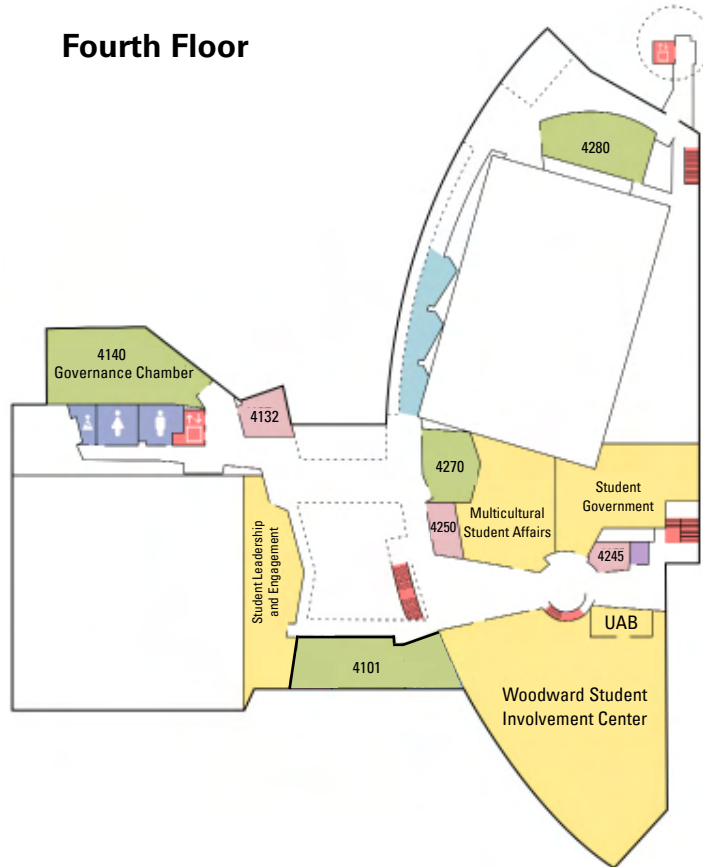 Fourth Floor
4280
4140
Governance Chamber
4132
4270
4250
Multicultural
Student Affairs
Student
Government
4245
Student Leadership
and Engagement
UAB
4101
Woodward Student
Involvement Center